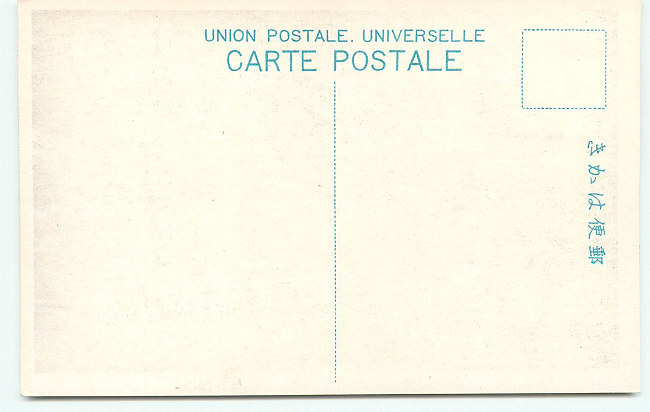 UNION POSTALE. UNIVERSELLE
CARTE POSTALE
郵便はかき